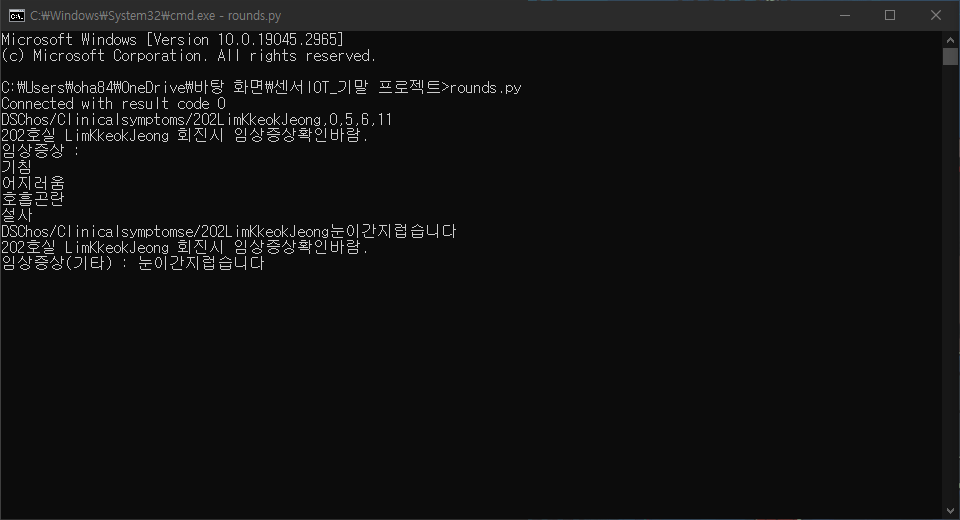 C:₩Windows₩System32₩cmd.exe - rounds.py
Microsoft Windows [Version 10.0.19045.2965]
(c) Microsoft Corporation. All rights reserved.
C:₩Users₩oha84₩OneDrive₩바탕 화면₩센서IOT_기말 프로젝트>rounds.py
Connected with result code 0
DSChos/Clinicalsymptoms/202LimKkeokJeong,0,5,6,11
202호실 LimKkeokJeong 회진시 임상증상확인바람.
임상증상 :
기침
어지러움
호흡곤란
설사
DSChos/Clinicalsymptomse/202LimKkeokJeong눈이간지럽습니다
202호실 LimKkeokJeong 회진시 임상증상확인바람.
임상증상(기타) : 눈이간지럽습니다